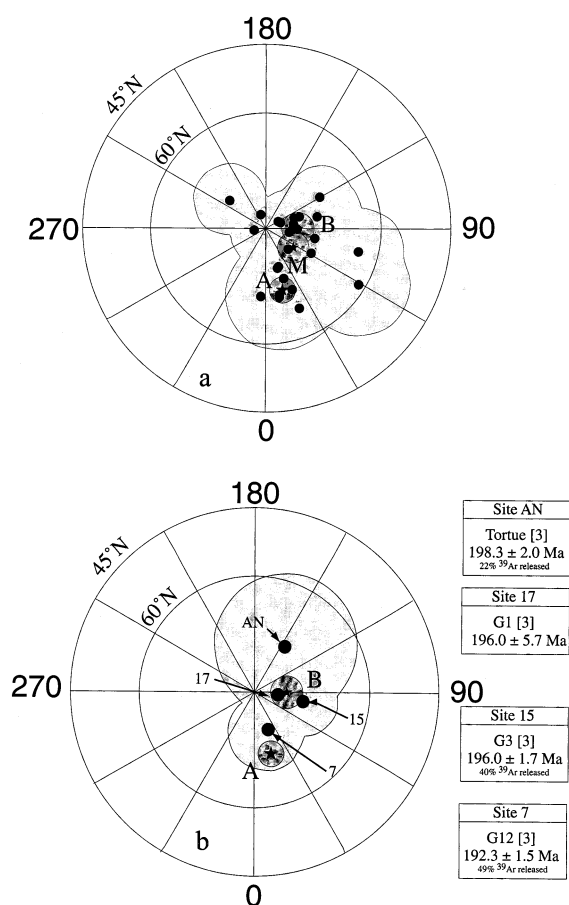 180
45°N
60°N
270
90
B
M
A
a
0
180
45°N
60°N
AN
17
B
270
90
15
A
7
b
0
Site AN
Tortue [3]
198.3 ± 2.0 Ma
22% ³⁹Ar released
Site 17
G1 [3]
196.0 ± 5.7 Ma
Site 15
G3 [3]
196.0 ± 1.7 Ma
40% ³⁹Ar released
Site 7
G12 [3]
192.3 ± 1.5 Ma
49% ³⁹Ar released